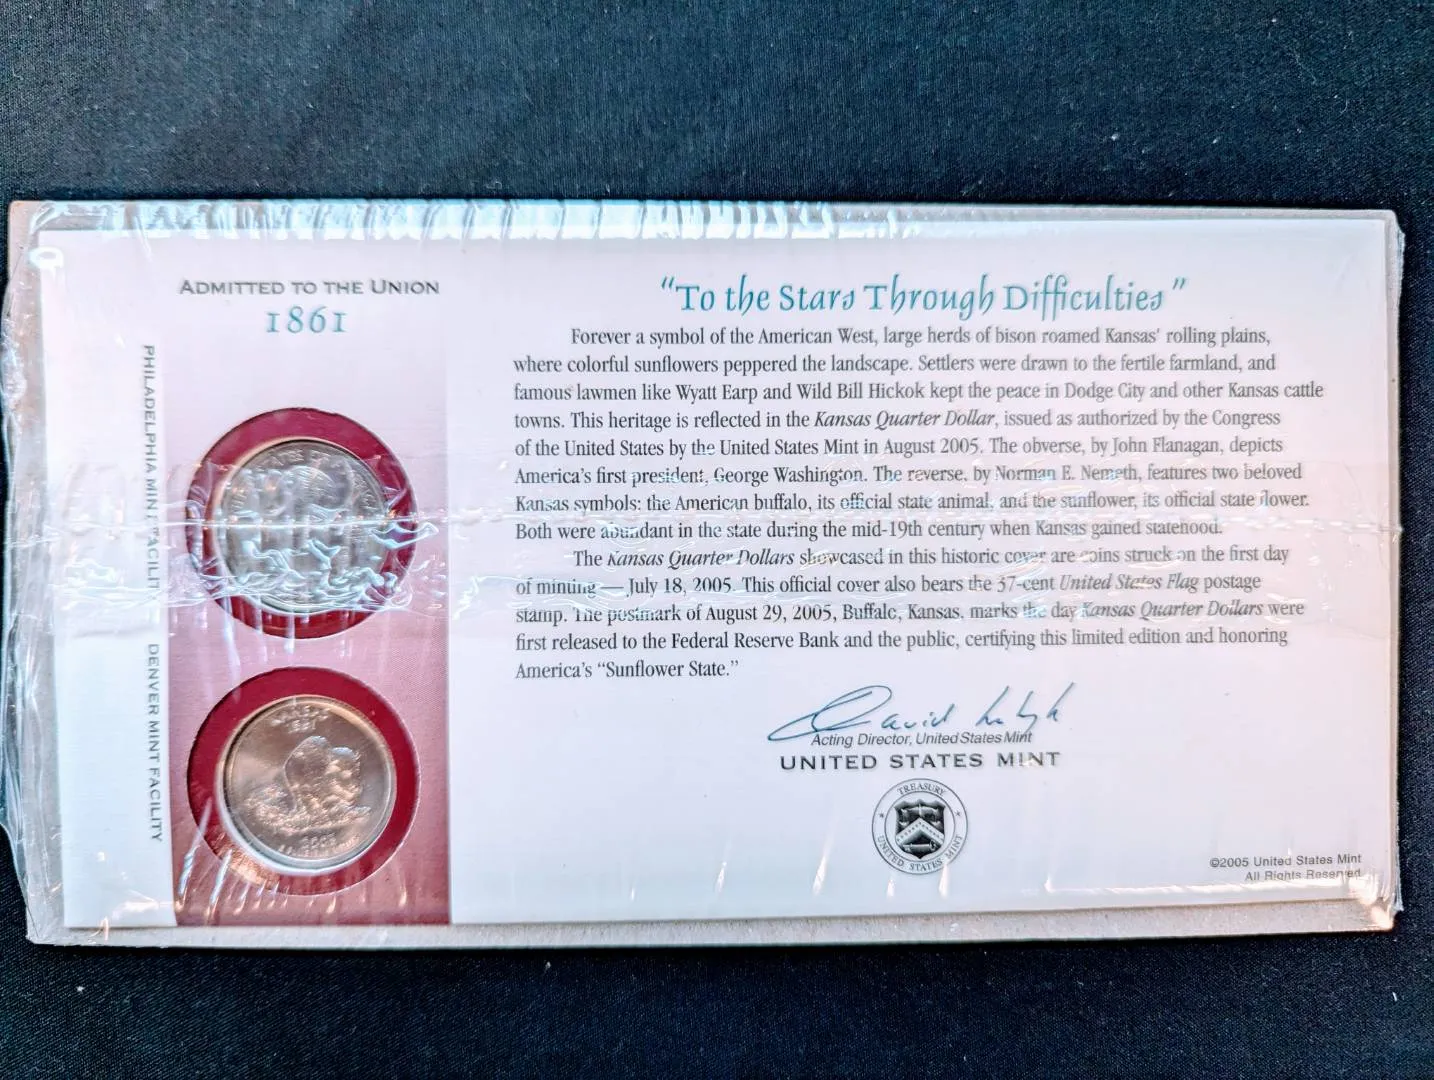 ADMITTED TO THE UNION
1861
PHILADELPHIA MINT FACILITY
DENVER MINT FACILITY
KANSAS
1861
2005
"To the Stars Through Difficulties"
Forever a symbol of the American West, large herds of bison roamed Kansas' rolling plains,
where colorful sunflowers peppered the landscape. Settlers were drawn to the fertile farmland, and
famous lawmen like Wyatt Earp and Wild Bill Hickok kept the peace in Dodge City and other Kansas cattle
towns. This heritage is reflected in the Kansas Quarter Dollar, issued as authorized by the Congress
of the United States by the United States Mint in August 2005. The obverse, by John Flanagan, depicts
America's first president, George Washington. The reverse, by Norman E. Nemeth, features two beloved
Kansas symbols: the American buffalo, its official state animal, and the sunflower, its official state flower.
Both were abundant in the state during the mid-19th century when Kansas gained statehood.
The Kansas Quarter Dollars showcased in this historic cover are coins struck on the first day
of minting — July 18, 2005. This official cover also bears the 37-cent United States Flag postage
stamp. The postmark of August 29, 2005, Buffalo, Kansas, marks the day Kansas Quarter Dollars were
first released to the Federal Reserve Bank and the public, certifying this limited edition and honoring
America's "Sunflower State."
David
Acting Director, United States Mint
UNITED STATES MINT
TREASURY
UNITED STATES MINT
©2005 United States Mint
All Rights Reserved